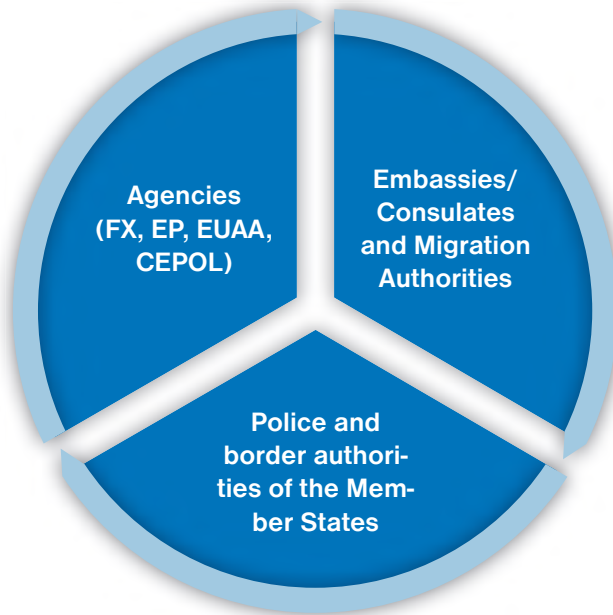 Agencies
(FX, EP, EUAA,
CEPOL)
Embassies/
Consulates
and Migration
Authorities
Police and
border authori-
ties of the Mem-
ber States